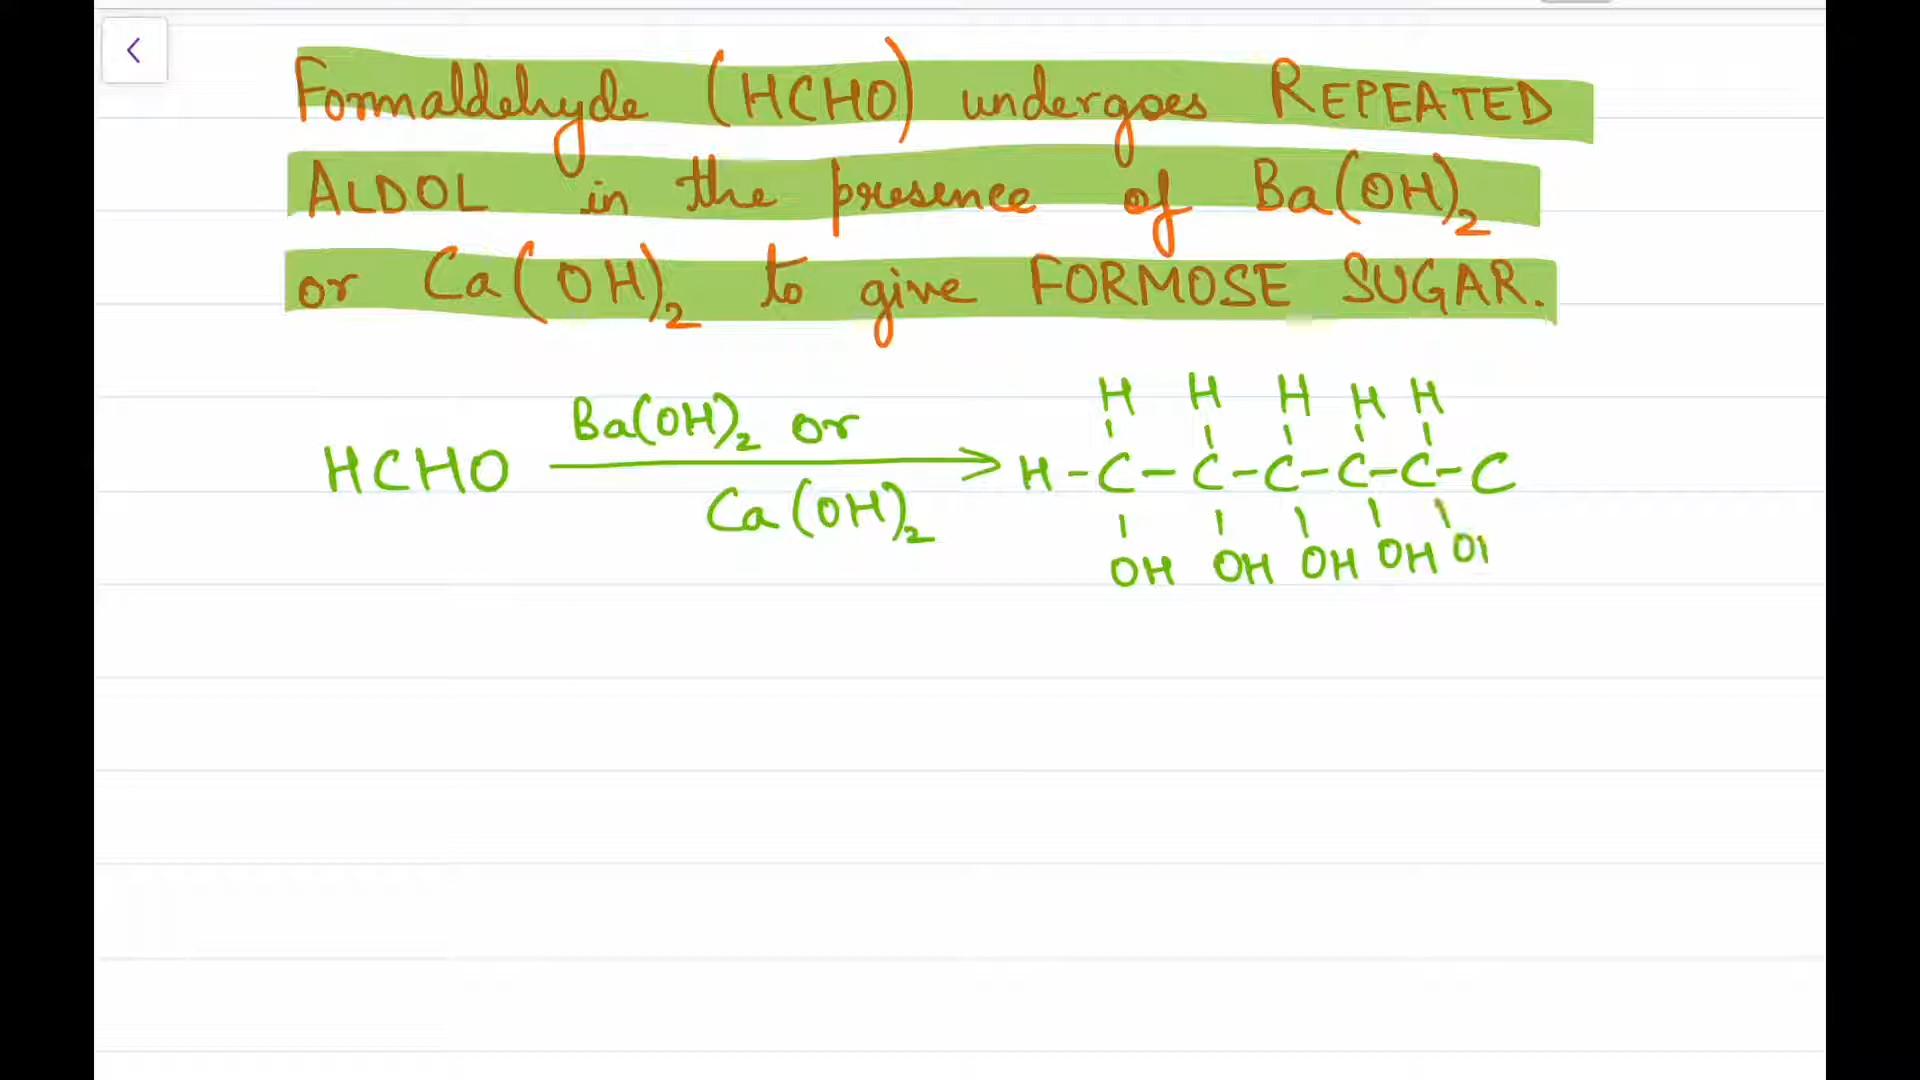 Formaldehyde (HCHO) undergoes REPEATED
ALDOL in the presence of Ba(OH)2
or Ca(OH)2 to give FORMOSE SUGAR.
H H H H H
Ba(OH)2 or
HCHO H-C-C-C-C-C-C
Ca(OH)2
OH OH OH OH O